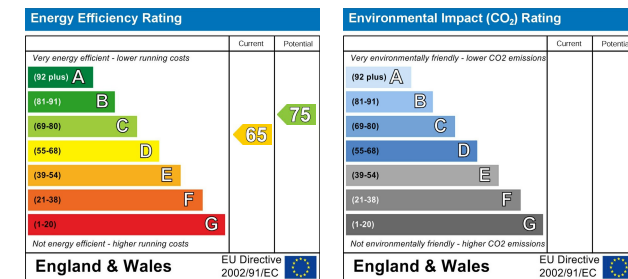 Energy Efficiency Rating
Current Potential
Very energy efficient - lower running costs
(92 plus) A
(81-91) B
(69-80) C
(55-68) D
(39-54) E
(21-38) F
(1-20) G
65
75
Not energy efficient - higher running costs
England & Wales
EU Directive
2002/91/EC
Environmental Impact (CO2) Rating
Current Potentia
Very environmentally friendly - lower CO2 emissions
(92 plus) A
(81-91) B
(69-80) C
(55-68) D
(39-54) E
(21-38) F
(1-20) G
Not environmentally friendly - higher CO2 emissions
England & Wales
EU Directive
2002/91/EC